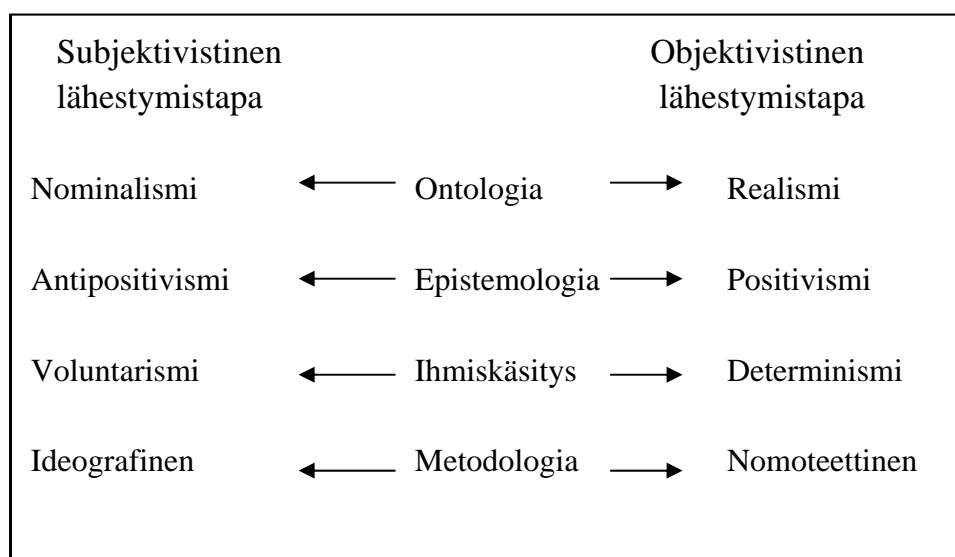 Subjektivistinen Objektivistinen
lähestymistapa lähestymistapa
Nominalismi Ontologia Realismi
Antipositivismi Epistemologia Positivismi
Voluntarismi Ihmiskäsitys Determinismi
Ideografinen Metodologia Nomoteettinen